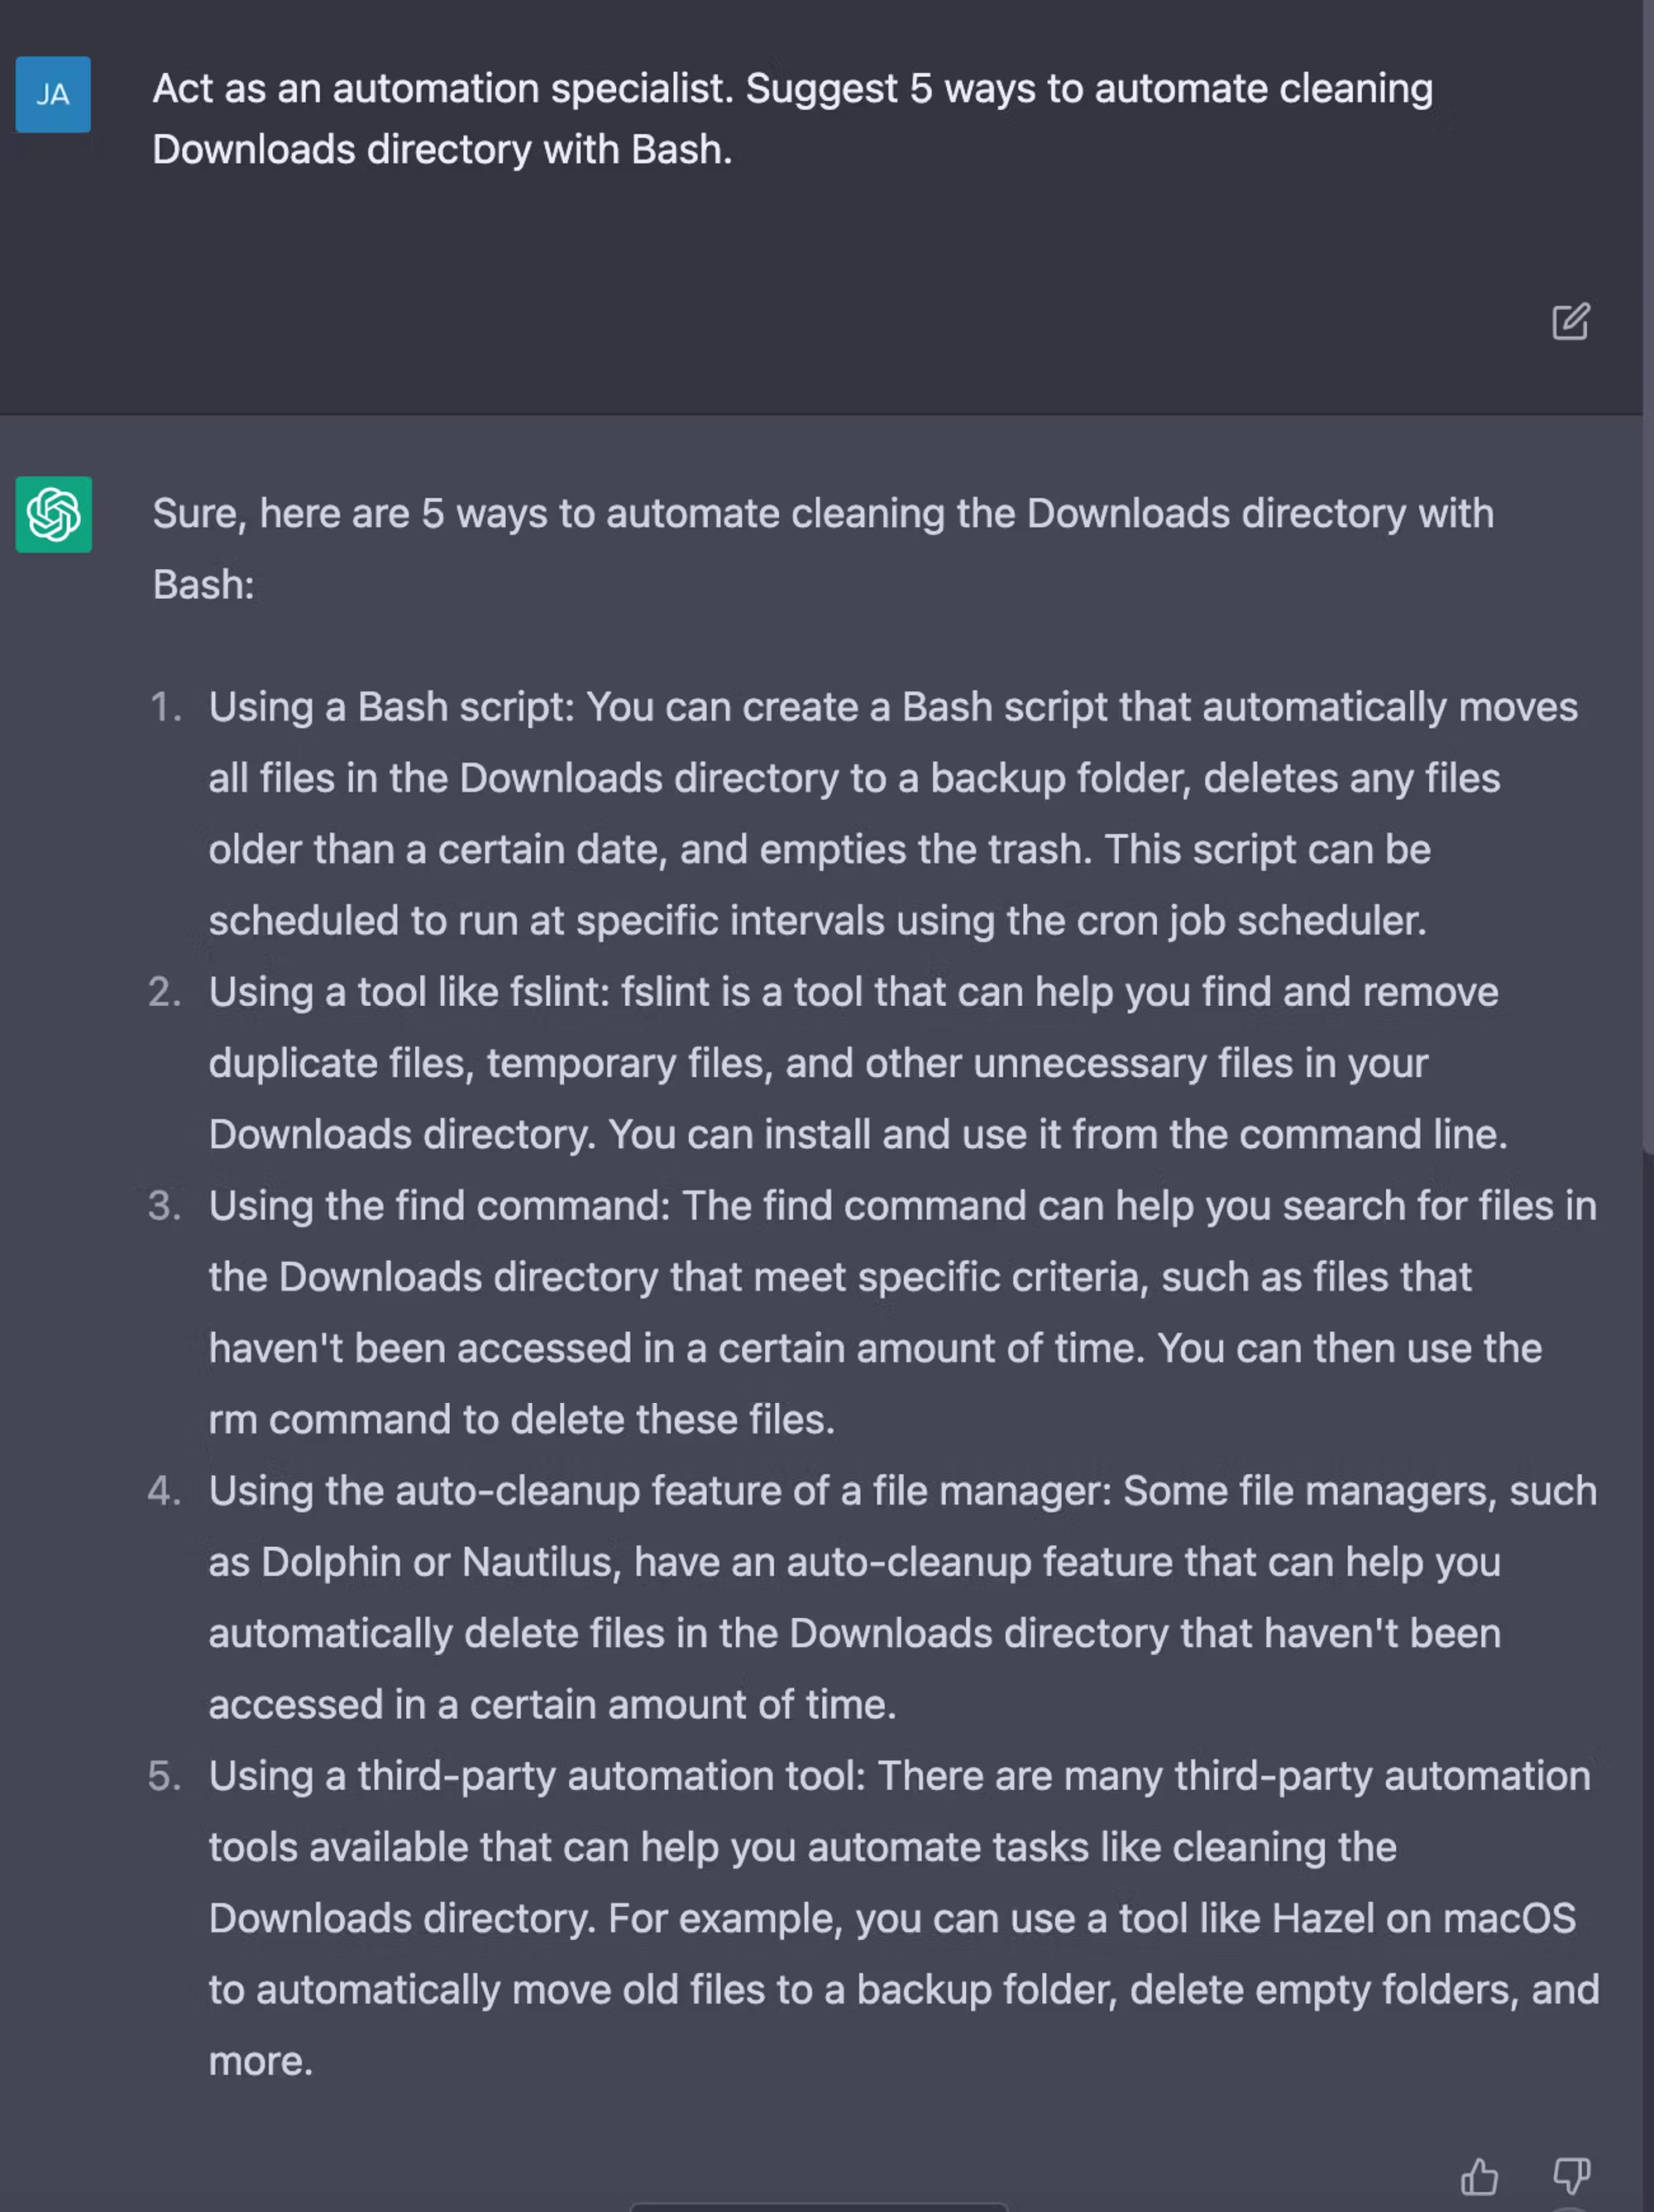 JA
Act as an automation specialist. Suggest 5 ways to automate cleaning
Downloads directory with Bash.
Sure, here are 5 ways to automate cleaning the Downloads directory with
Bash:
1. Using a Bash script: You can create a Bash script that automatically moves
all files in the Downloads directory to a backup folder, deletes any files
older than a certain date, and empties the trash. This script can be
scheduled to run at specific intervals using the cron job scheduler.
2. Using a tool like fslint: fslint is a tool that can help you find and remove
duplicate files, temporary files, and other unnecessary files in your
Downloads directory. You can install and use it from the command line.
3. Using the find command: The find command can help you search for files in
the Downloads directory that meet specific criteria, such as files that
haven't been accessed in a certain amount of time. You can then use the
rm command to delete these files.
4. Using the auto-cleanup feature of a file manager: Some file managers, such
as Dolphin or Nautilus, have an auto-cleanup feature that can help you
automatically delete files in the Downloads directory that haven't been
accessed in a certain amount of time.
5. Using a third-party automation tool: There are many third-party automation
tools available that can help you automate tasks like cleaning the
Downloads directory. For example, you can use a tool like Hazel on macOS
to automatically move old files to a backup folder, delete empty folders, and
more.